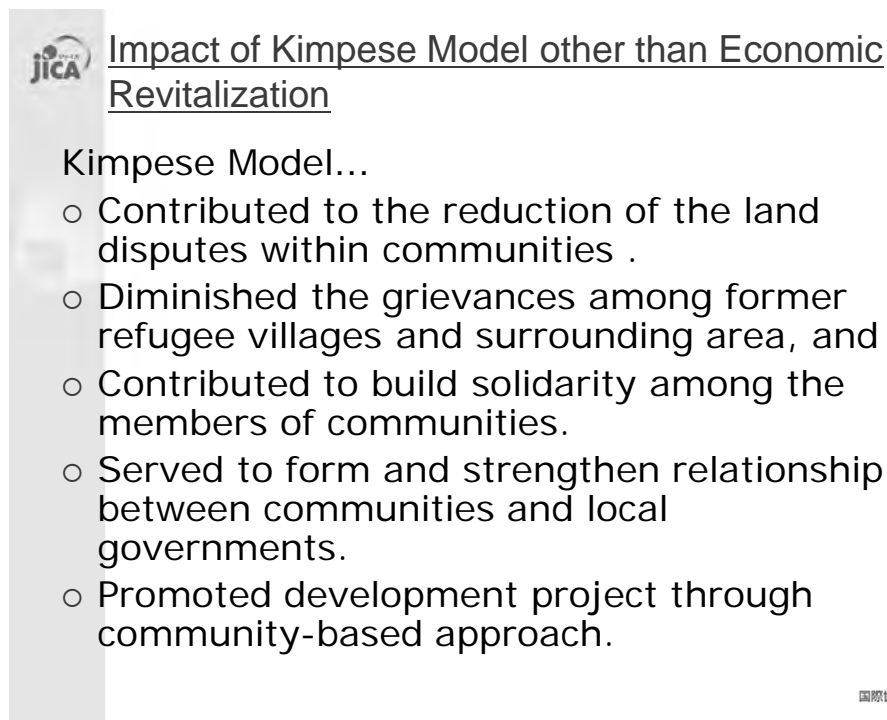 jICA
Impact of Kimpese Model other than Economic
Revitalization
Kimpese Model...
○ Contributed to the reduction of the land
disputes within communities .
○ Diminished the grievances among former
refugee villages and surrounding area, and
○ Contributed to build solidarity among the
members of communities.
○ Served to form and strengthen relationship
between communities and local
governments.
○ Promoted development project through
community-based approach.
国際